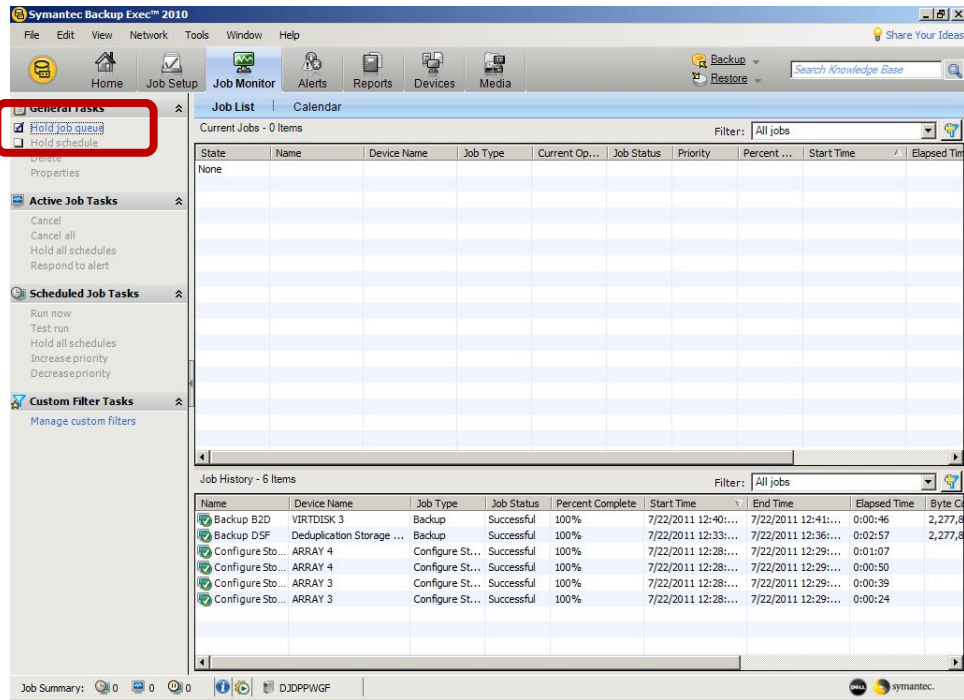 Symantec Backup Exec™ 2010
File Edit View Network Tools Window Help Share Your Ideas
Home Job Setup Job Monitor Alerts Reports Devices Media Backup Restore Search Knowledge Base
General Tasks
Hold job queue
Hold schedule
Delete
Properties
Active Job Tasks
Cancel
Cancel all
Hold all schedules
Respond to alert
Scheduled Job Tasks
Run now
Test run
Hold all schedules
Increase priority
Decrease priority
Custom Filter Tasks
Manage custom filters
Job List Calendar
Current Jobs - 0 Items Filter: All jobs
State Name Device Name Job Type Current Op... Job Status Priority Percent ... Start Time Elapsed Tim
None
Job History - 6 Items Filter: All jobs
Name Device Name Job Type Job Status Percent Complete Start Time End Time Elapsed Time Byte Co
Backup B2D VIRTDISK 3 Backup Successful 100% 7/22/2011 12:40:... 7/22/2011 12:41:... 0:00:46 2,277,8
Backup DSF Deduplication Storage ... Backup Successful 100% 7/22/2011 12:33:... 7/22/2011 12:36:... 0:02:57 2,277,8
Configure Sto... ARRAY 4 Configure St... Successful 100% 7/22/2011 12:28:... 7/22/2011 12:29:... 0:01:07
Configure Sto... ARRAY 4 Configure St... Successful 100% 7/22/2011 12:28:... 7/22/2011 12:29:... 0:00:50
Configure Sto... ARRAY 3 Configure St... Successful 100% 7/22/2011 12:28:... 7/22/2011 12:29:... 0:00:39
Configure Sto... ARRAY 3 Configure St... Successful 100% 7/22/2011 12:28:... 7/22/2011 12:29:... 0:00:24
Job Summary: 0 0 0 DJDPPWGF DELL symantec.